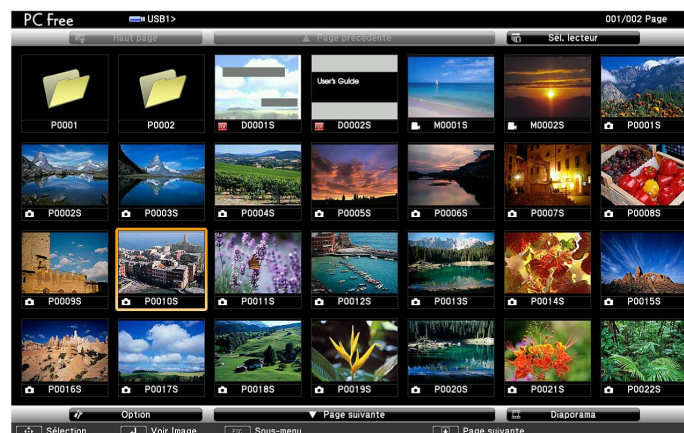 PC Free USB1> 001/002 Page
Haut page ▲ Page précédente Sél. lecteur
User's Guide
P0001 P0002 D0001S D0002S M0001S M0002S P0001S
P0002S P0003S P0004S P0005S P0006S P0007S P0008S
P0009S P0010S P0011S P0012S P0013S P0014S P0015S
P0016S P0017S P0018S P0019S P0020S P0021S P0022S
Option ▼ Page suivante Diaporama
Sélection Voir Image ESC Sous-menu Page suivante